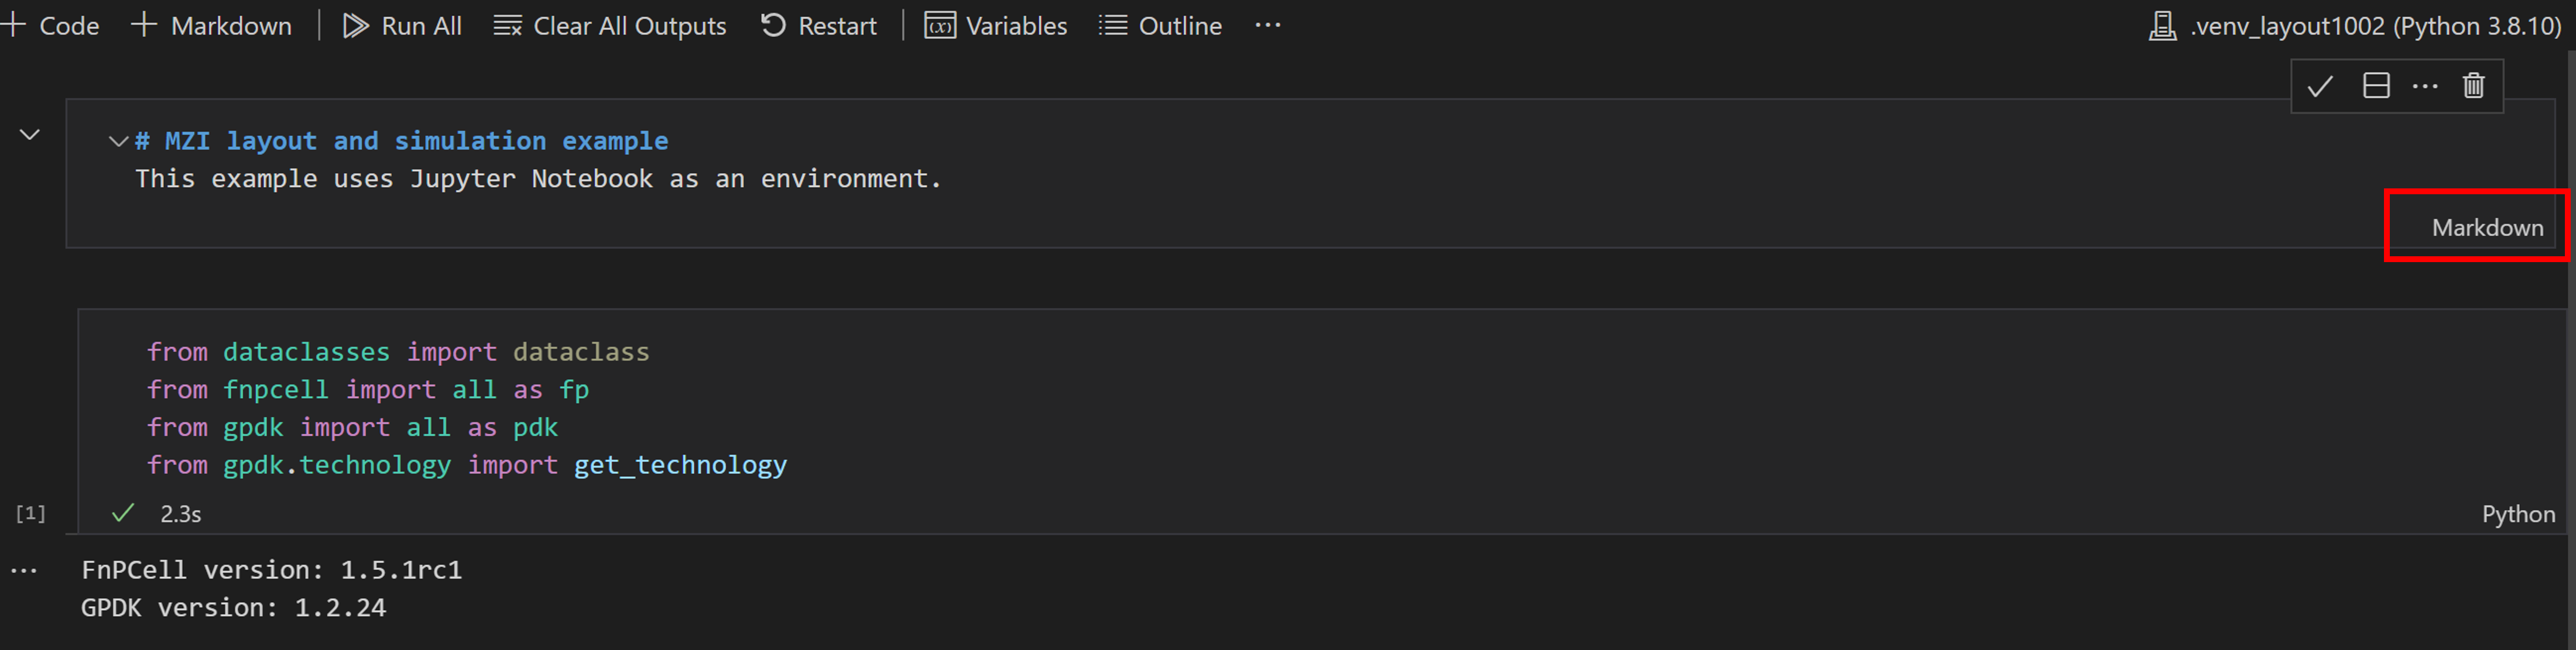 Code Markdown Run All Clear All Outputs Restart (x) Variables Outline ··· .venv_layout1002 (Python 3.8.10)
# MZI layout and simulation example
This example uses Jupyter Notebook as an environment.
Markdown
from dataclasses import dataclass
from fnpcell import all as fp
from gpdk import all as pdk
from gpdk.technology import get_technology
[1] 2.3s Python
FnPCell version: 1.5.1rc1
GPDK version: 1.2.24